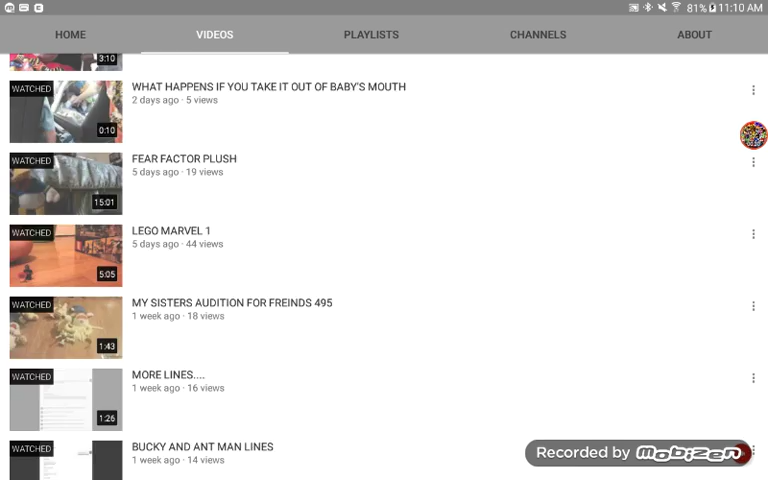 81% 11:10 AM
HOME VIDEOS PLAYLISTS CHANNELS ABOUT
3:10
WATCHED
WHAT HAPPENS IF YOU TAKE IT OUT OF BABY'S MOUTH
2 days ago · 5 views
0:10
WATCHED
FEAR FACTOR PLUSH
5 days ago · 19 views
15:01
WATCHED
LEGO MARVEL 1
5 days ago · 44 views
5:05
WATCHED
MY SISTERS AUDITION FOR FREINDS 495
1 week ago · 18 views
1:43
WATCHED
MORE LINES....
1 week ago · 16 views
1:26
WATCHED
BUCKY AND ANT MAN LINES
1 week ago · 14 views
Recorded by mobizen